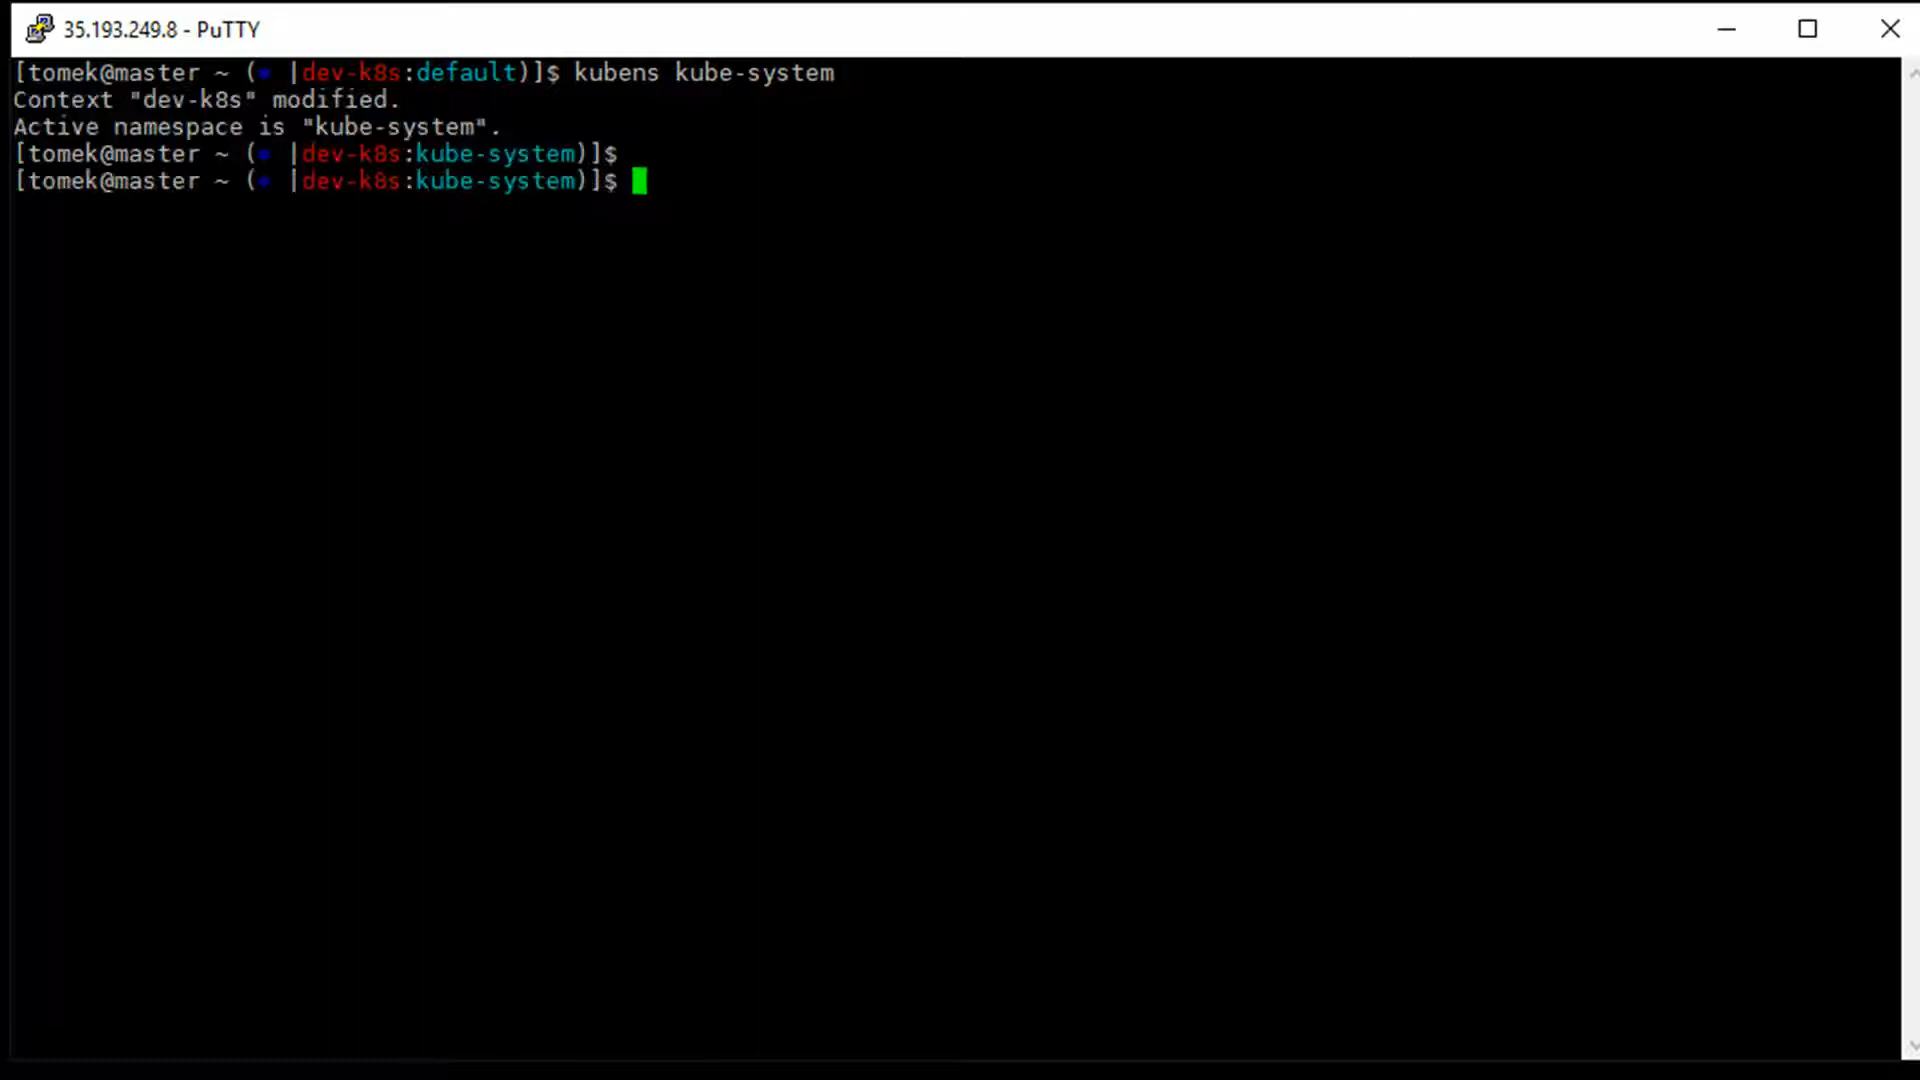 35.193.249.8 - PuTTY
[tomek@master ~ (● |dev-k8s:default)]$ kubens kube-system
Context "dev-k8s" modified.
Active namespace is "kube-system".
[tomek@master ~ (● |dev-k8s:kube-system)]$
[tomek@master ~ (● |dev-k8s:kube-system)]$